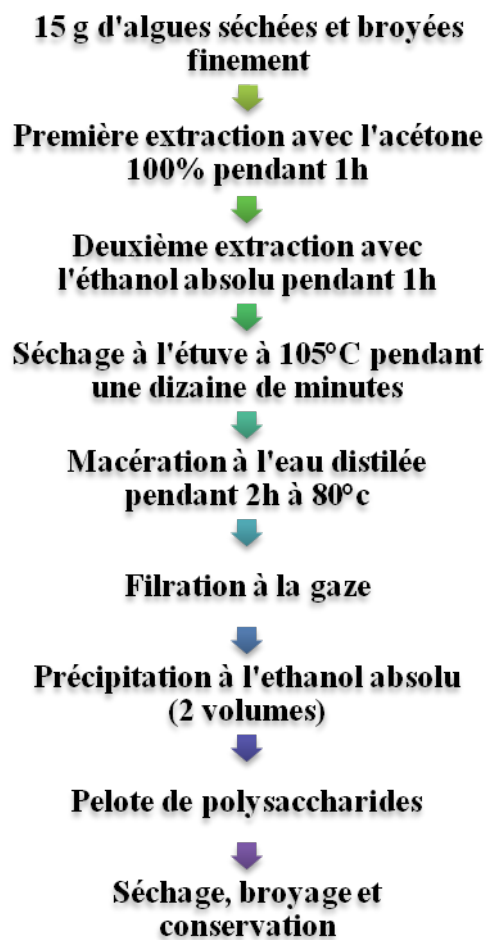 15 g d'algues séchées et broyées
finement
Première extraction avec l'acétone
100% pendant 1h
Deuxième extraction avec
l'éthanol absolu pendant 1h
Séchage à l'étuve à 105°C pendant
une dizaine de minutes
Macération à l'eau distilée
pendant 2h à 80°c
Filration à la gaze
Précipitation à l'ethanol absolu
(2 volumes)
Pelote de polysaccharides
Séchage, broyage et
conservation